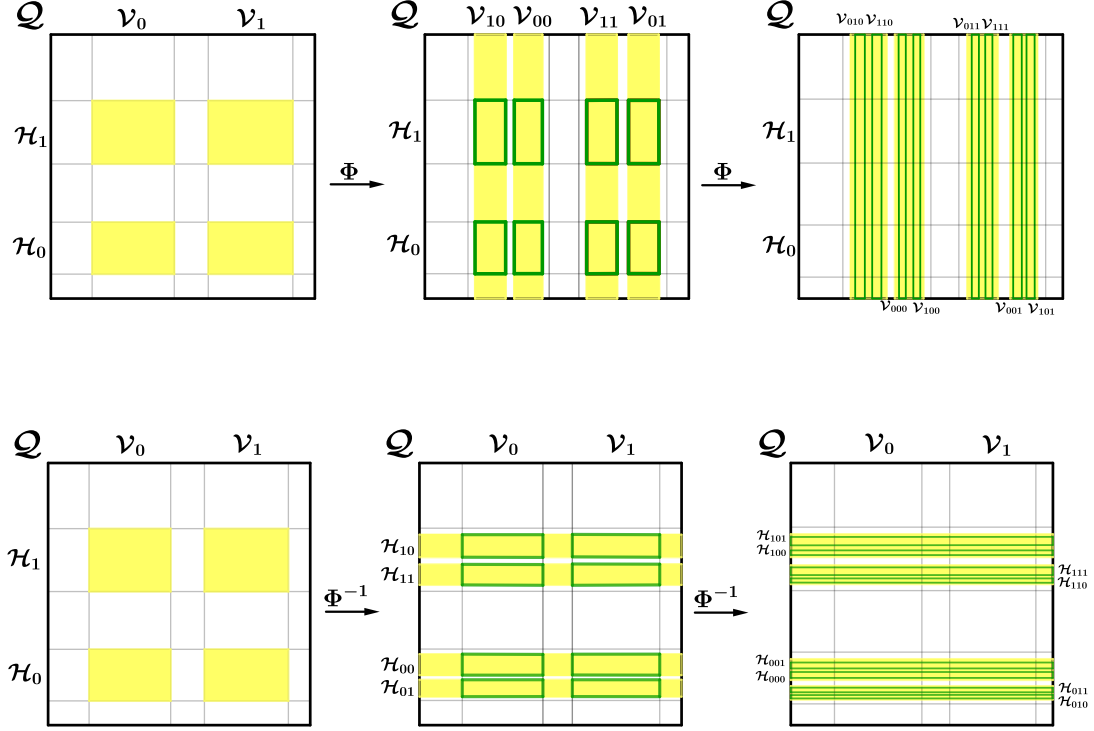 𝒬 𝒱₀ 𝒱₁ 𝒬 𝒱₁₀ 𝒱₀₀ 𝒱₁₁ 𝒱₀₁ 𝒬 𝒱₀₁₀ 𝒱₁₁₀ 𝒱₀₁₁ 𝒱₁₁₁
ℋ₁ ℋ₁ ℋ₁
Φ Φ
ℋ₀ ℋ₀ ℋ₀
𝒱₀₀₀ 𝒱₁₀₀ 𝒱₀₀₁ 𝒱₁₀₁
𝒬 𝒱₀ 𝒱₁ 𝒬 𝒱₀ 𝒱₁ 𝒬 𝒱₀ 𝒱₁
ℋ₁₀₁
ℋ₁ ℋ₁₀ ℋ₁₀₀
ℋ₁₁ ℋ₁₁₁
ℋ₁₁₀
Φ⁻¹ Φ⁻¹
ℋ₀ ℋ₀₀ ℋ₀₀₁
ℋ₀₀₀
ℋ₀₁ ℋ₀₁₁
ℋ₀₁₀